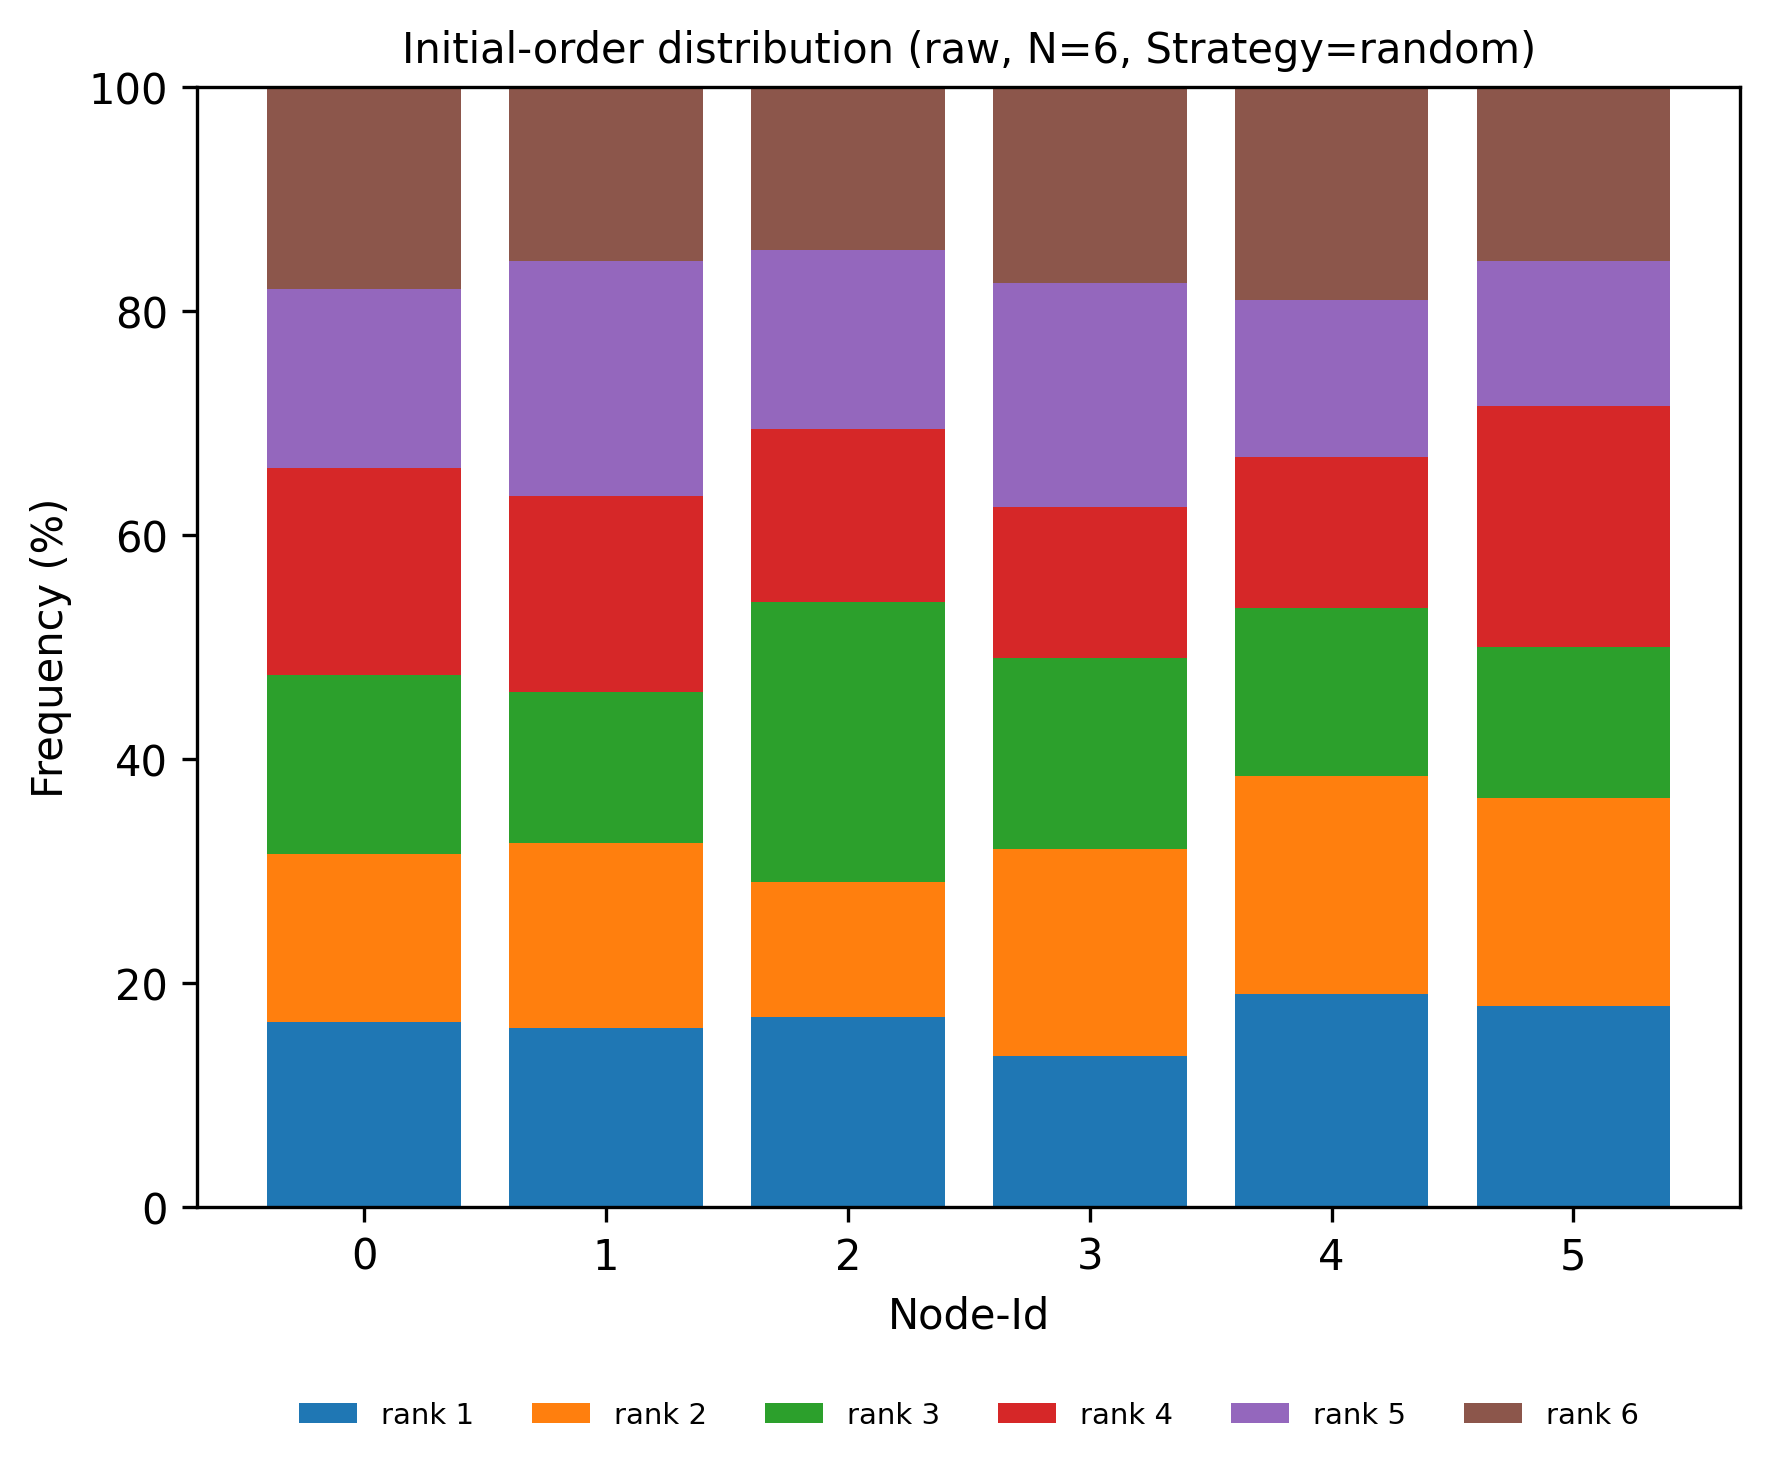 Initial-order distribution (raw, N=6, Strategy=random)
100
80
60
40
20
0
Frequency (%)
0 1 2 3 4 5
Node-Id
rank 1 rank 2 rank 3 rank 4 rank 5 rank 6